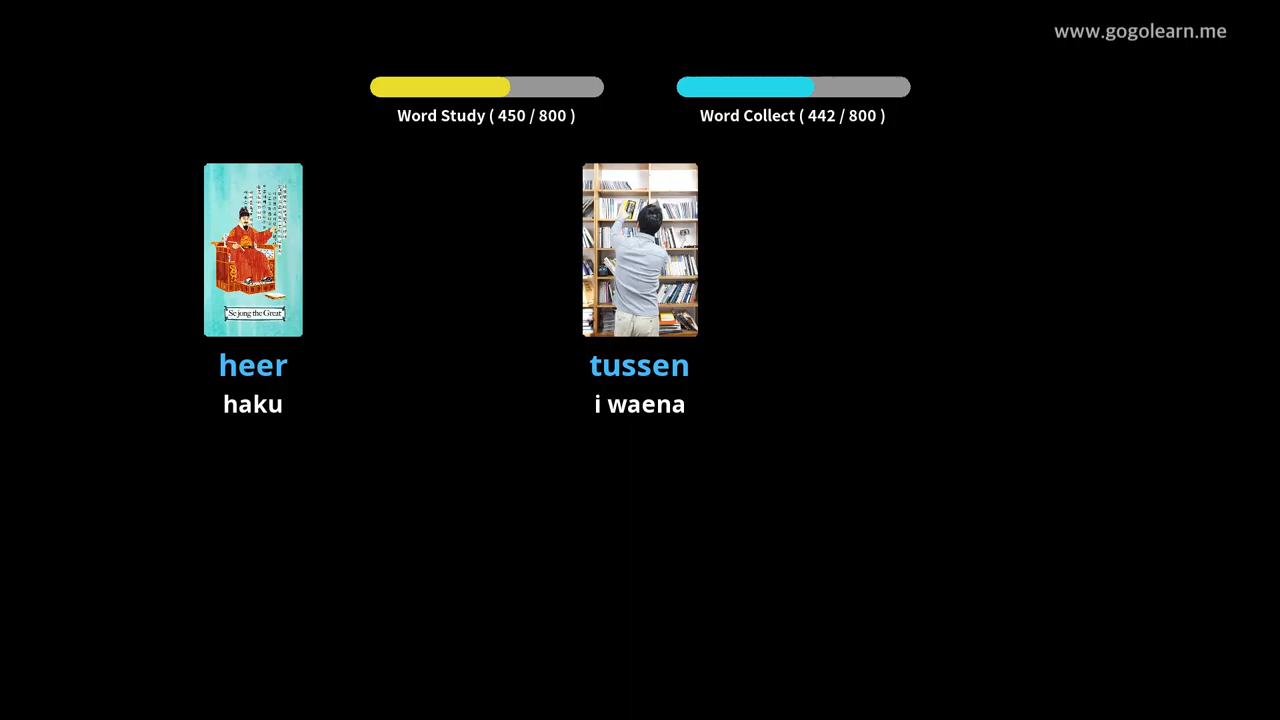 www.gogolearn.me
Word Study ( 450 / 800 )
Word Collect ( 442 / 800 )
Sejong the Great
heer
haku
tussen
i waena